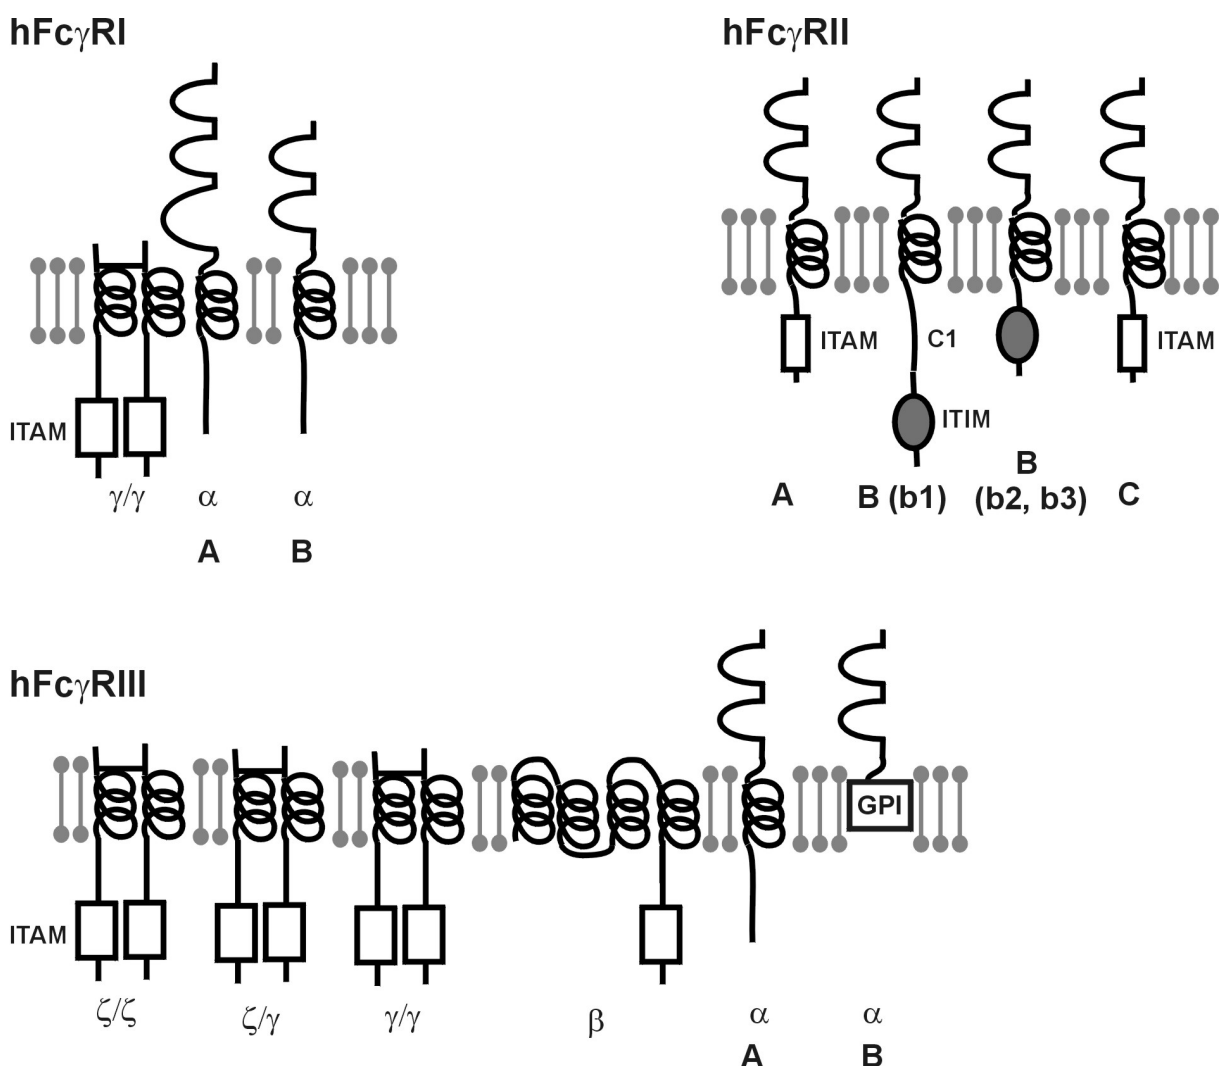 hFcγRI
ITAM
γ/γ
α
α
A
B
hFcγRII
ITAM
C1
ITAM
ITIM
A
B (b1)
B
(b2, b3)
C
hFcγRIII
GPI
ITAM
ζ/ζ
ζ/γ
γ/γ
β
α
α
A
B